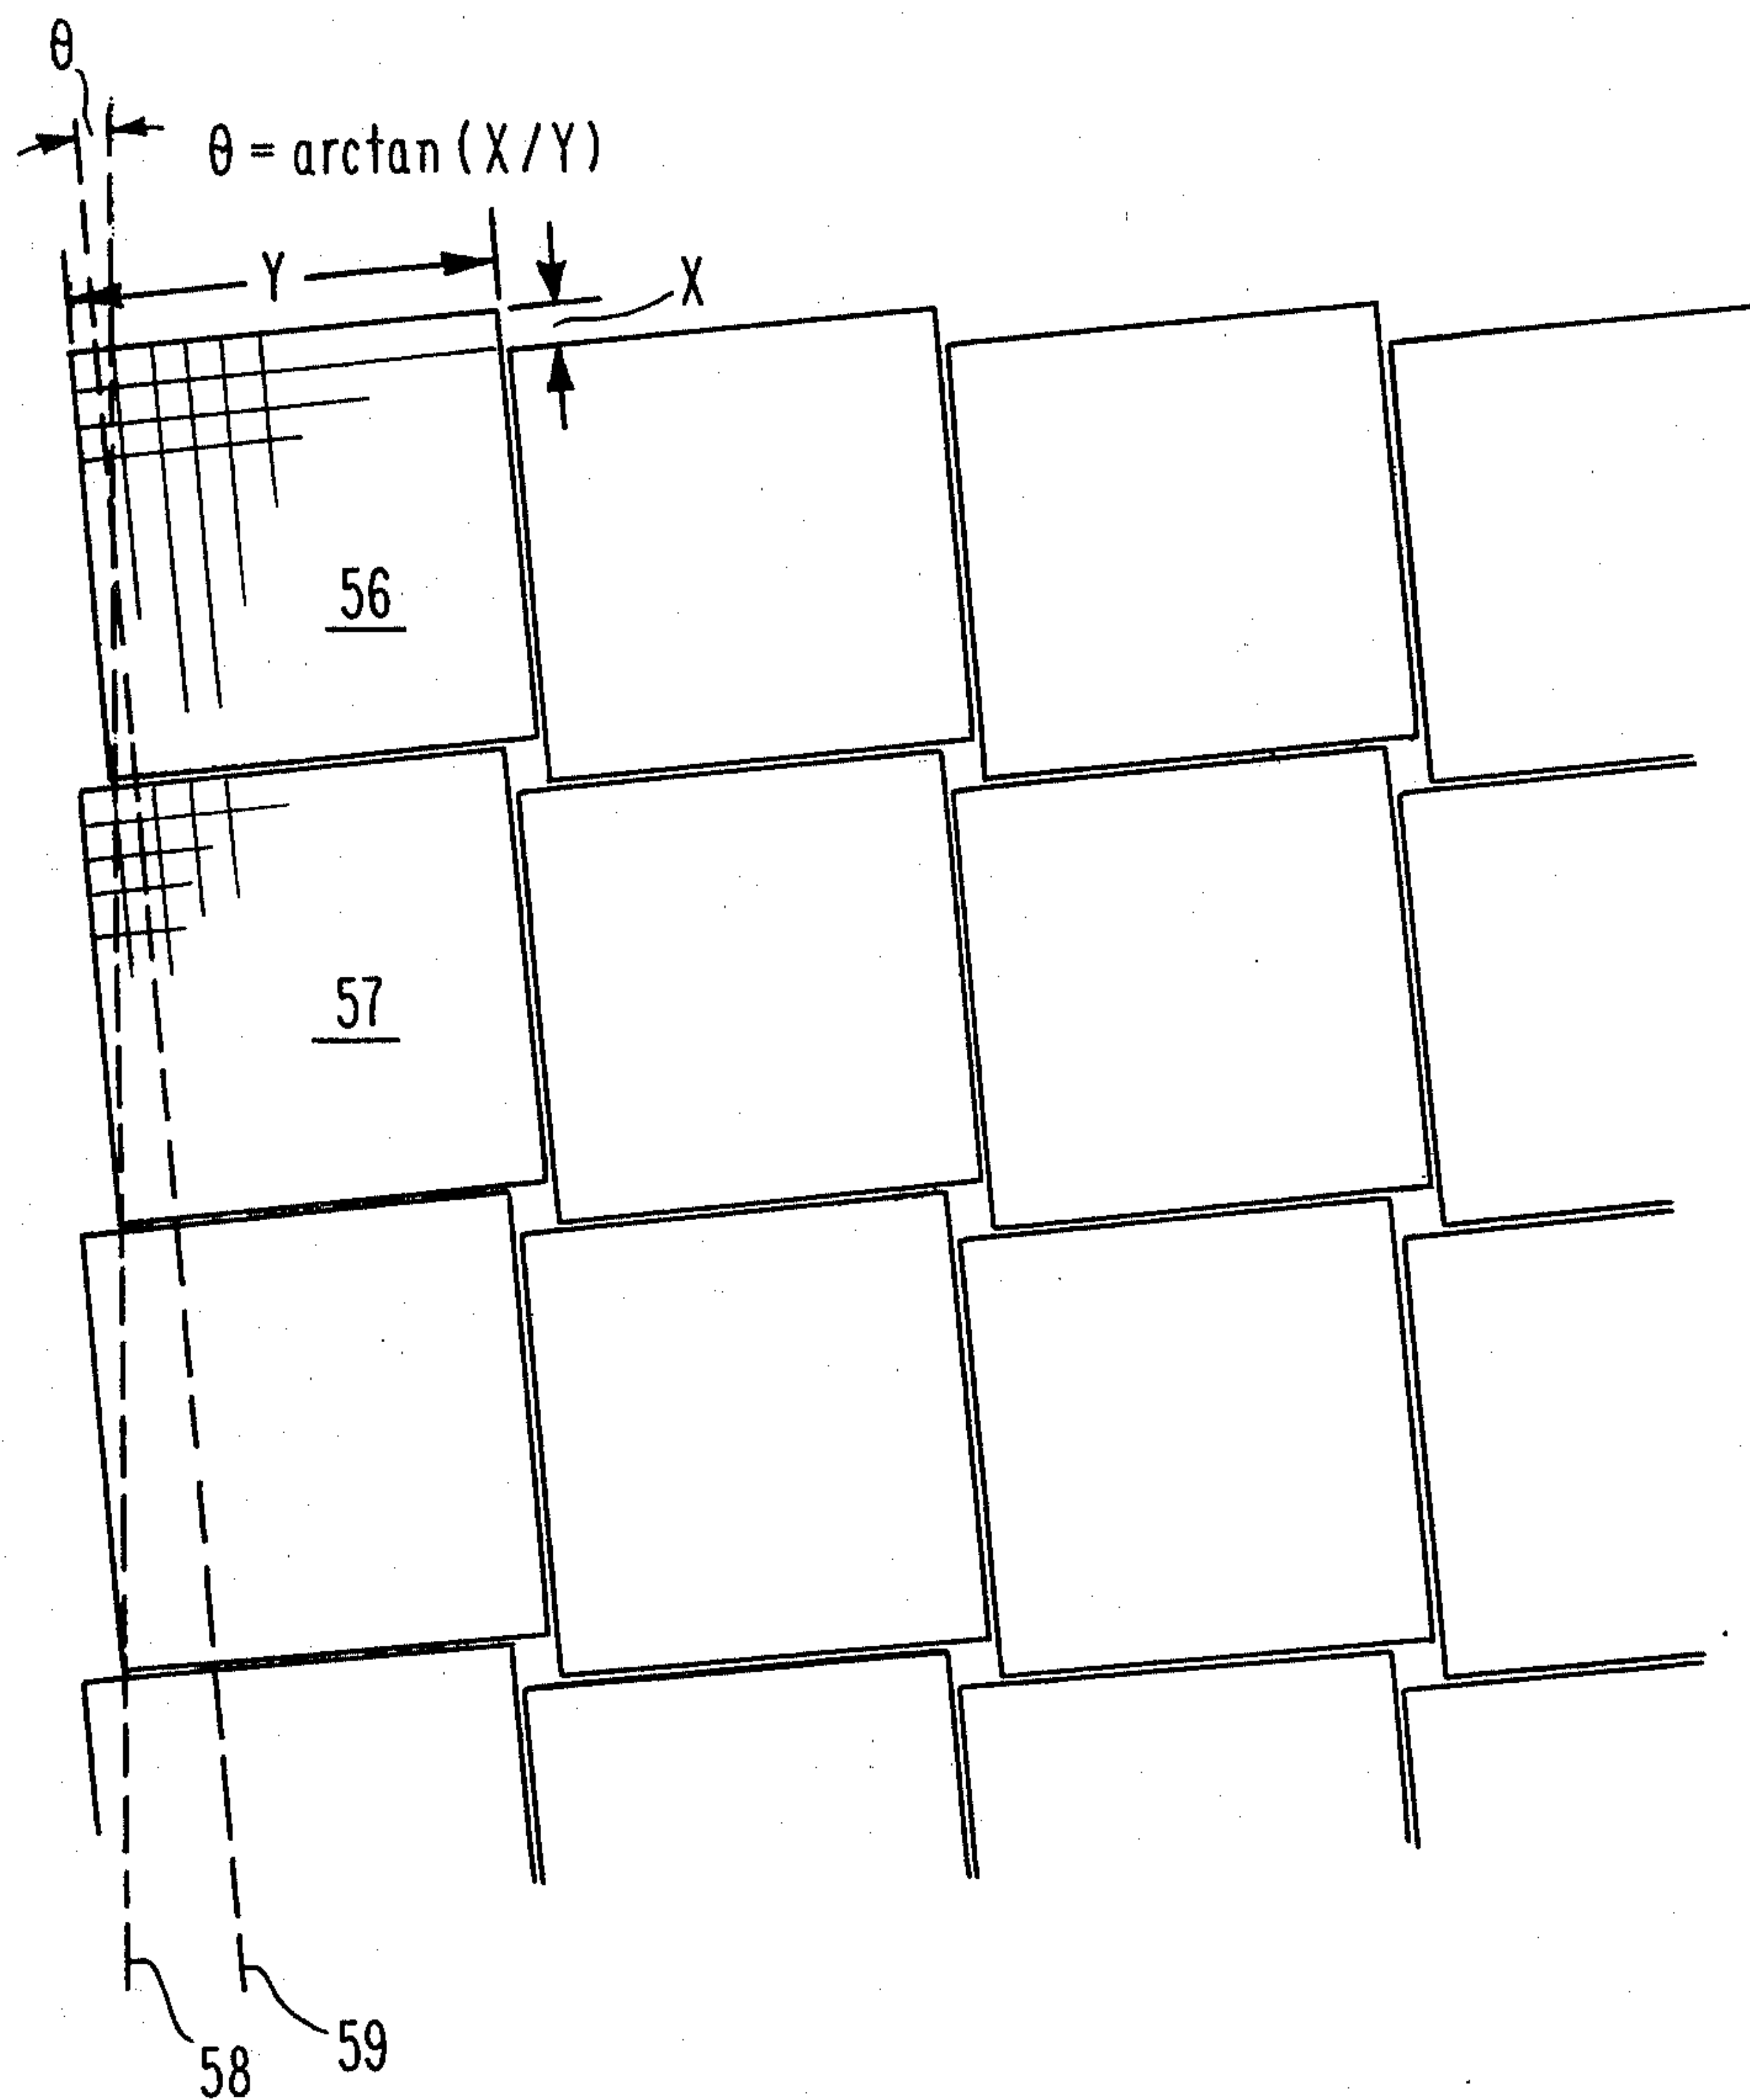 θ
θ = arctan (X/Y)
Y
X
56
57
58
59